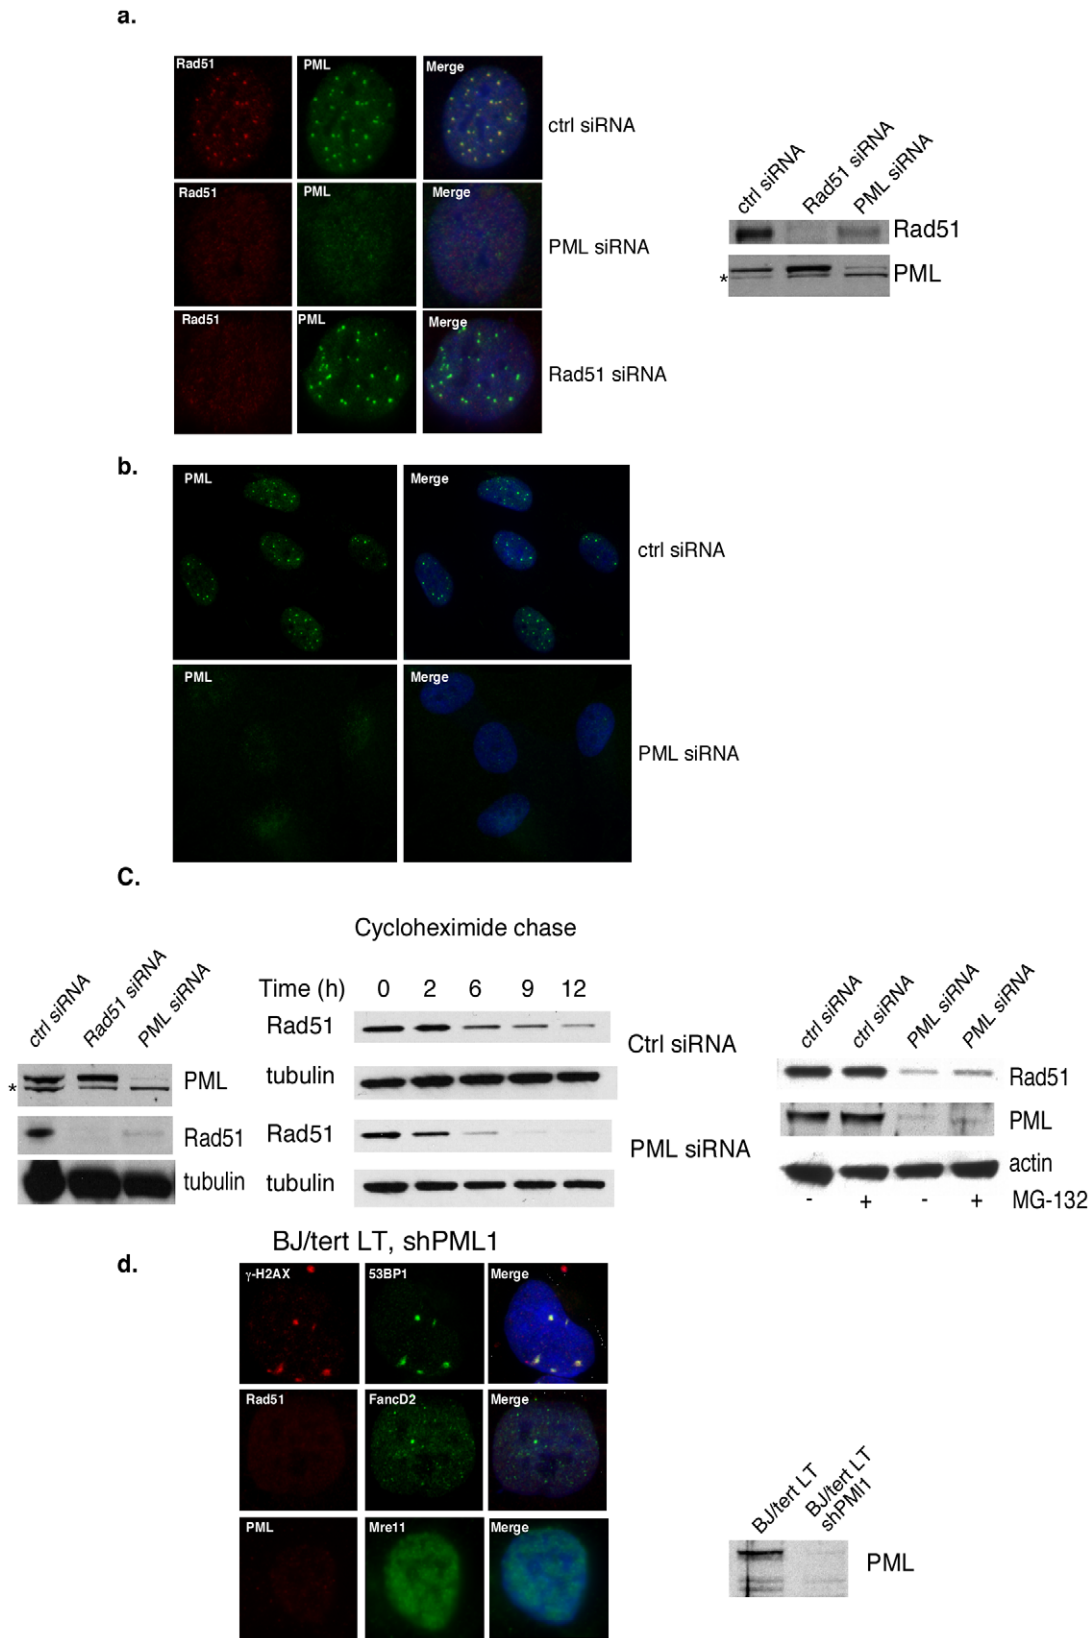 a.
Rad51 PML Merge
ctrl siRNA
Rad51 PML Merge
PML siRNA
Rad51 PML Merge
Rad51 siRNA
ctrl siRNA Rad51 siRNA PML siRNA
Rad51
* PML
b.
PML Merge
ctrl siRNA
PML Merge
PML siRNA
C.
ctrl siRNA Rad51 siRNA PML siRNA
* PML
Rad51
tubulin
Cycloheximide chase
Time (h) 0 2 6 9 12
Rad51
tubulin
Ctrl siRNA
Rad51
tubulin
PML siRNA
ctrl siRNA ctrl siRNA PML siRNA PML siRNA
Rad51
PML
actin
- + - + MG-132
d.
BJ/tert LT, shPML1
γ-H2AX 53BP1 Merge
Rad51 FancD2 Merge
PML Mre11 Merge
BJ/tert LT
BJ/tert LT
shPMl1
PML